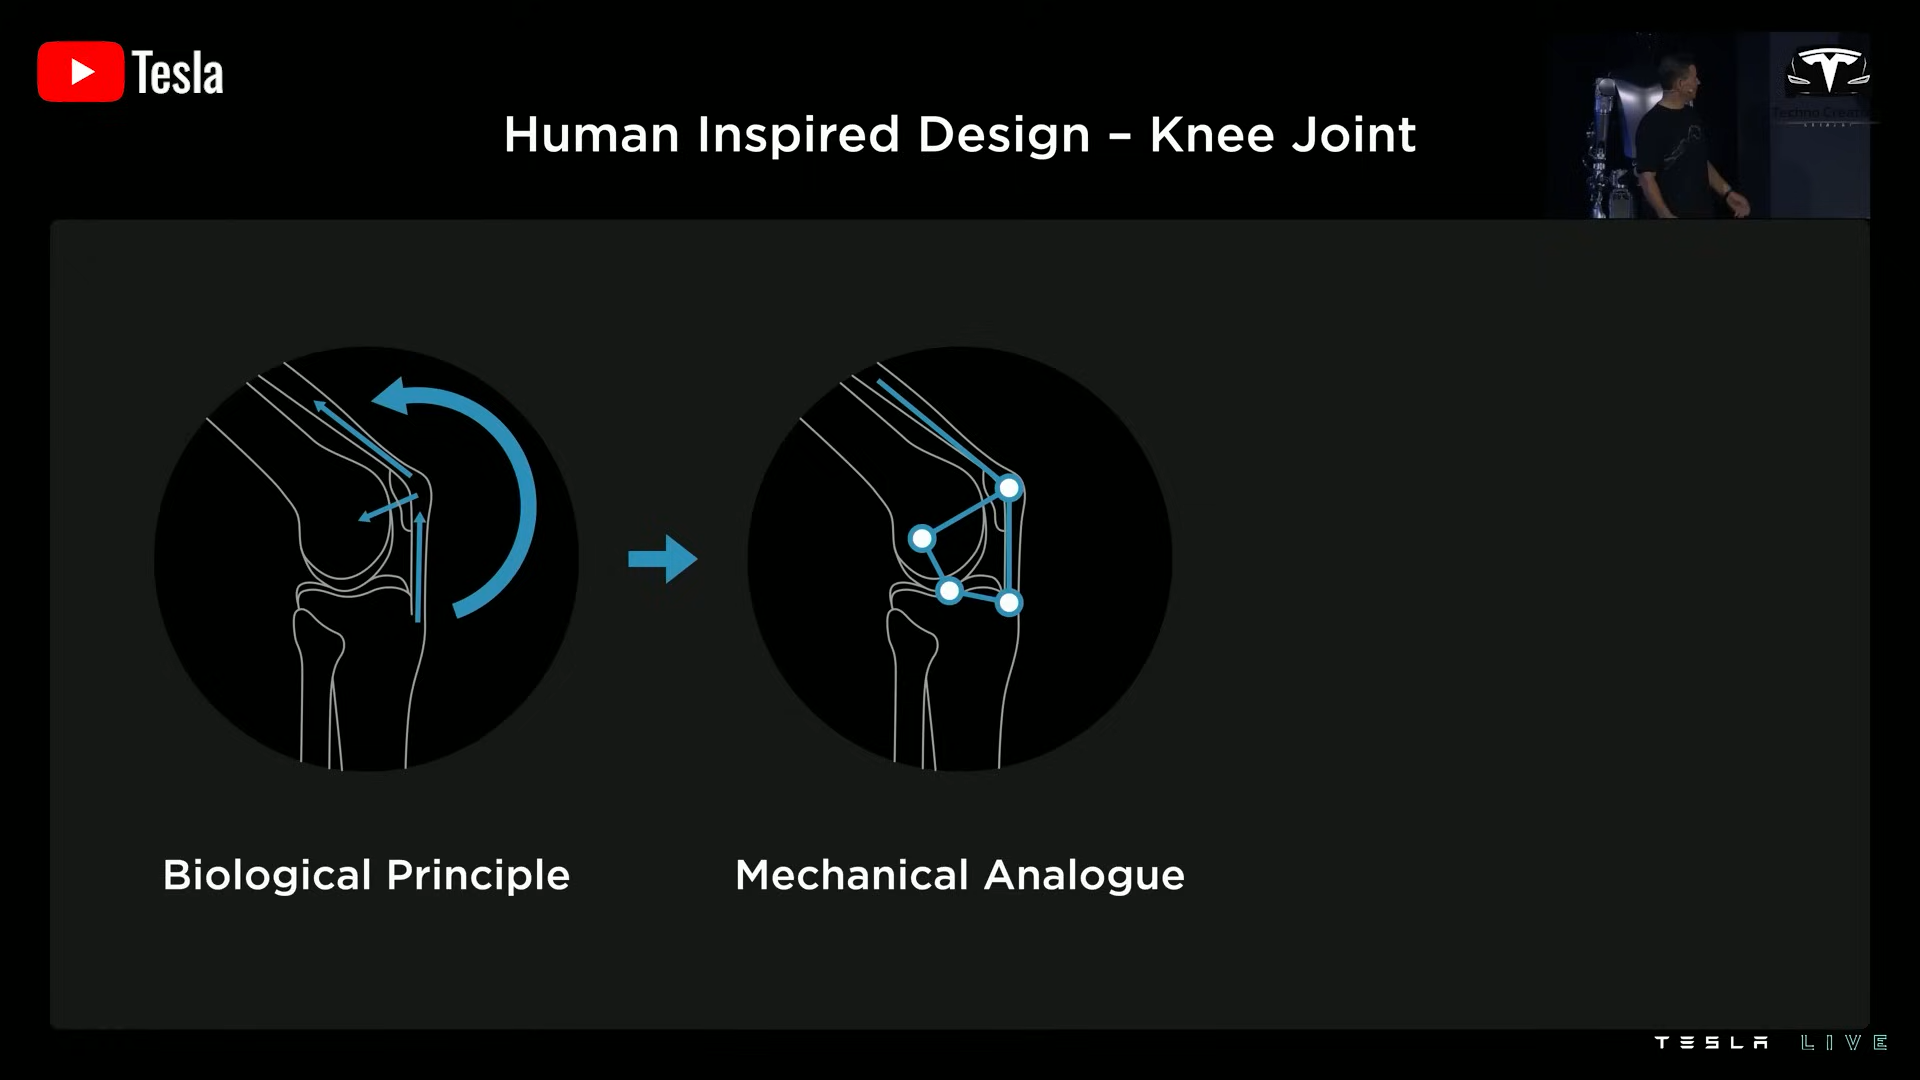 Tesla
Human Inspired Design – Knee Joint
Biological Principle
Mechanical Analogue
TESLA LIVE